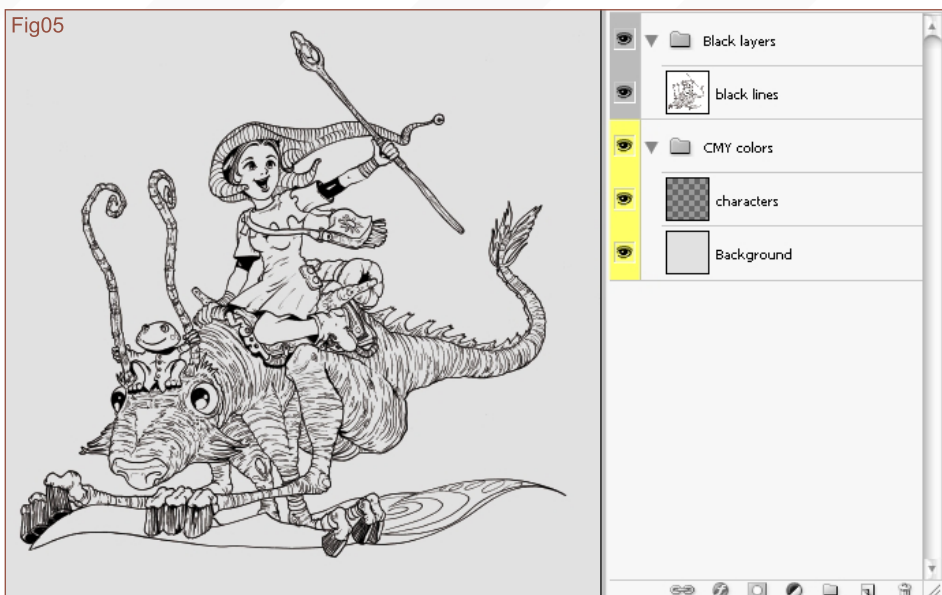 Fig05
Black layers
black lines
CMY colors
characters
Background